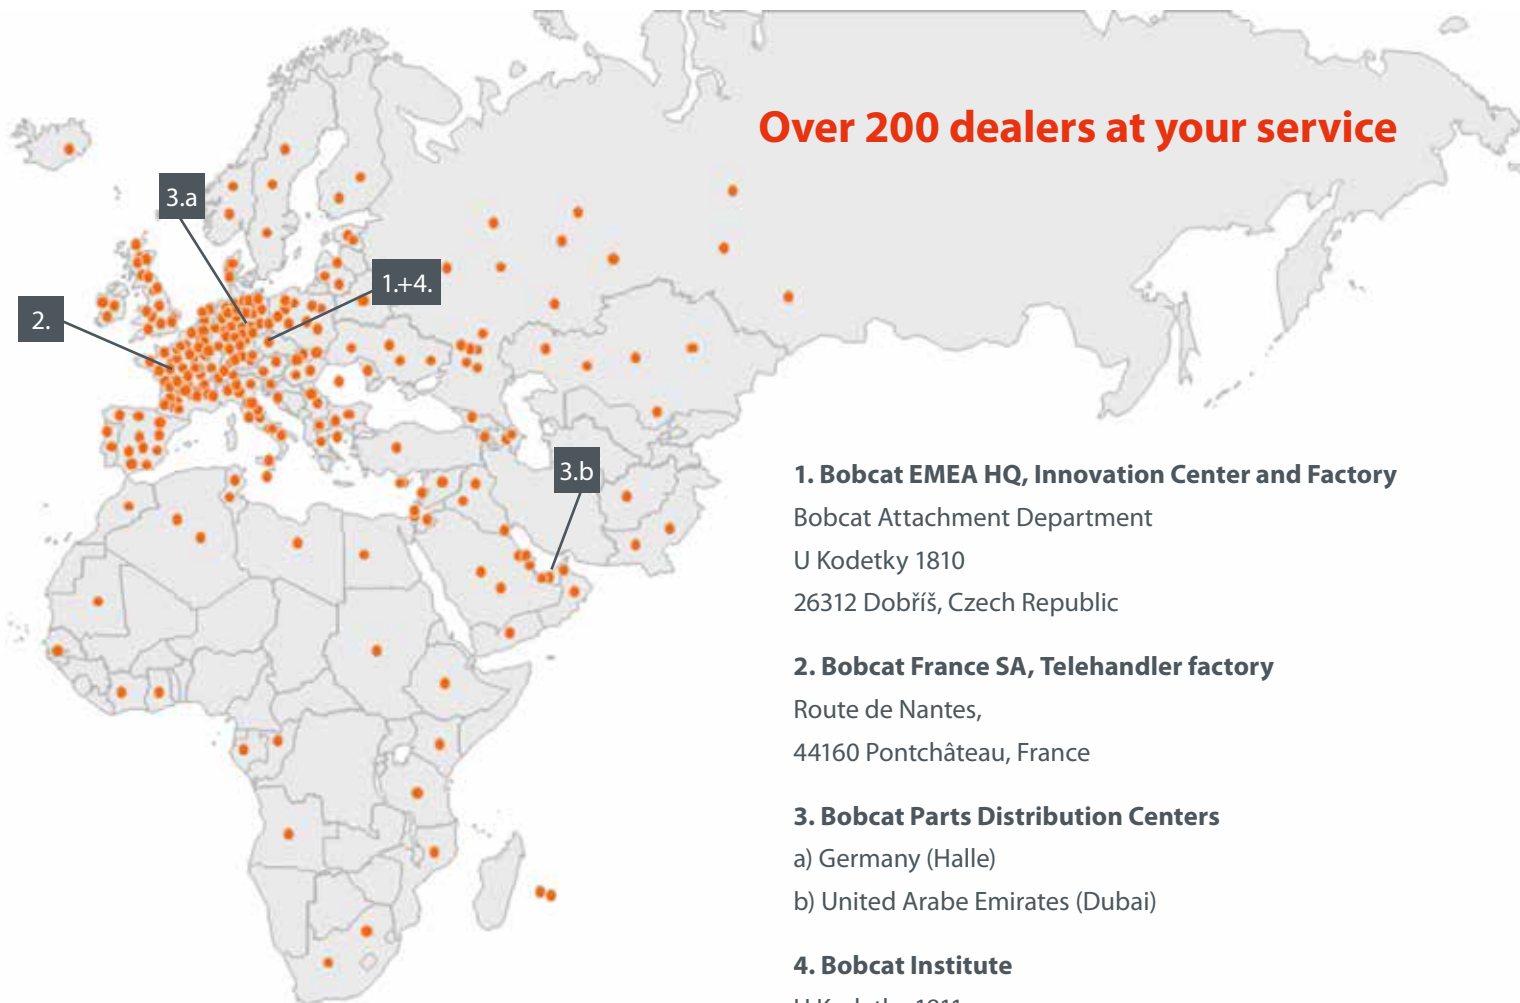 Over 200 dealers at your service
3.a
1.+4.
2.
3.b
1. Bobcat EMEA HQ, Innovation Center and Factory
Bobcat Attachment Department
U Kodetky 1810
26312 Dobříš, Czech Republic
2. Bobcat France SA, Telehandler factory
Route de Nantes,
44160 Pontchâteau, France
3. Bobcat Parts Distribution Centers
a) Germany (Halle)
b) United Arabe Emirates (Dubai)
4. Bobcat Institute
U Kodetky 1811